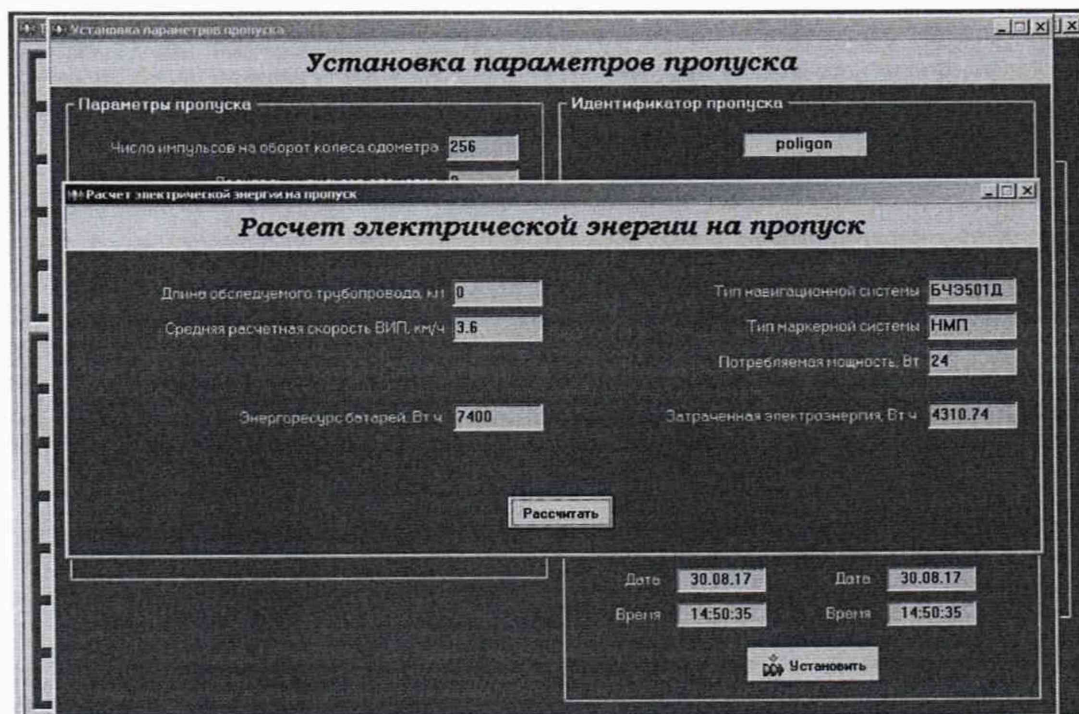 Установка параметров пропуска
Установка параметров пропуска
Параметры пропуска
Число импульсов на оборот колеса одометра 256
Идентификатор пропуска
poligon
Расчет электрической энергии на пропуск
Расчет электрической энергии на пропуск
Длина обследуемого трубопровода, км 0
Средняя расчетная скорость ВИП, км/ч 3.6
Энергоресурс батарей, Вт ч 7400
Тип навигационной системы БЧЭ501Д
Тип маркерной системы НМП
Потребляемая мощность, Вт 24
Затраченная электроэнергия, Вт ч 4310.74
Рассчитать
Дата 30.08.17 Дата 30.08.17
Время 14:50:35 Время 14:50:35
Установить